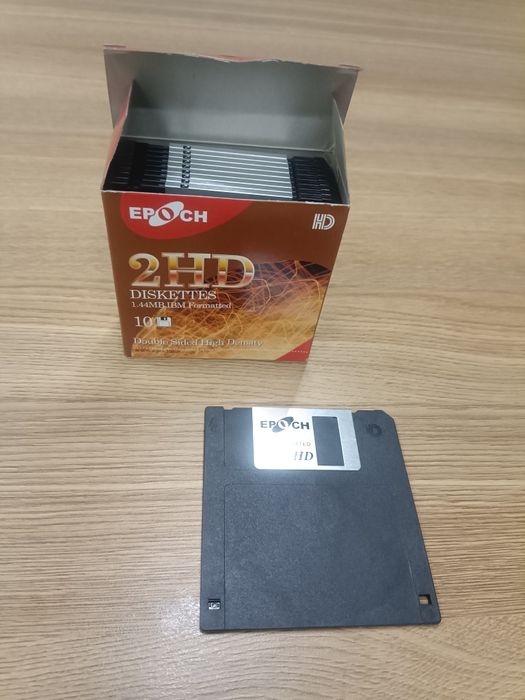 EPOCH
HD
2HD
DISKETTES
1.44MB IBM Formatted
10
Double Sided High Density
EPOCH
HD